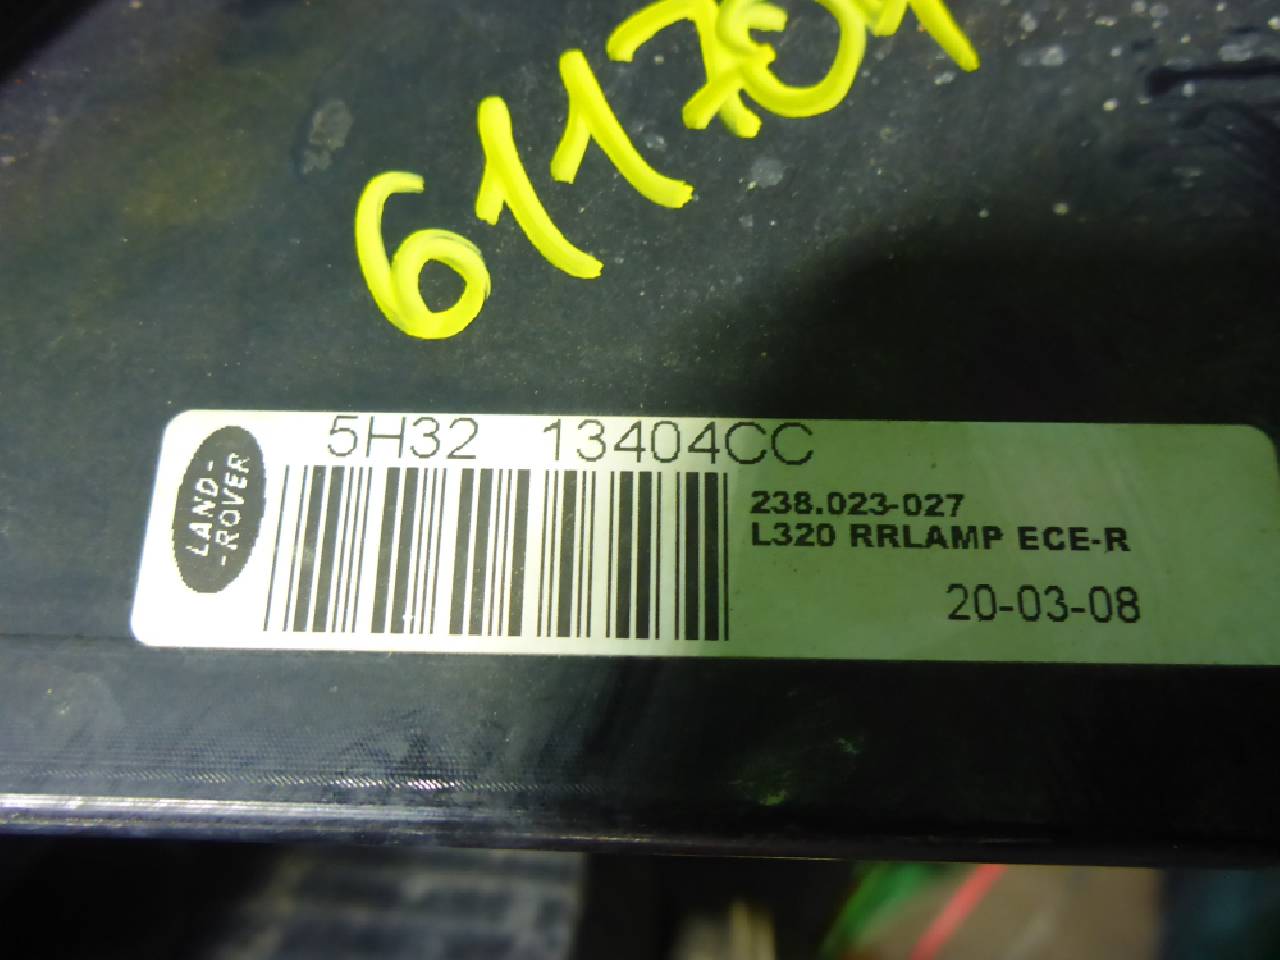 5H32 13404CC
LAND-
-ROVER
238.023-027
L320 RRLAMP ECE-R
20-03-08